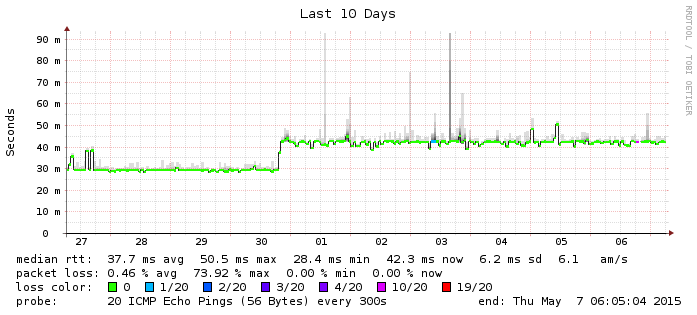 Last 10 Days
RRDTOOL / TOBI OETIKER
Seconds
90 m
80 m
70 m
60 m
50 m
40 m
30 m
20 m
10 m
0
27 28 29 30 01 02 03 04 05 06
median rtt: 37.7 ms avg 50.5 ms max 28.4 ms min 42.3 ms now 6.2 ms sd 6.1 am/s
packet loss: 0.46 % avg 73.92 % max 0.00 % min 0.00 % now
loss color: 0 1/20 2/20 3/20 4/20 10/20 19/20
probe: 20 ICMP Echo Pings (56 Bytes) every 300s end: Thu May 7 06:05:04 2015